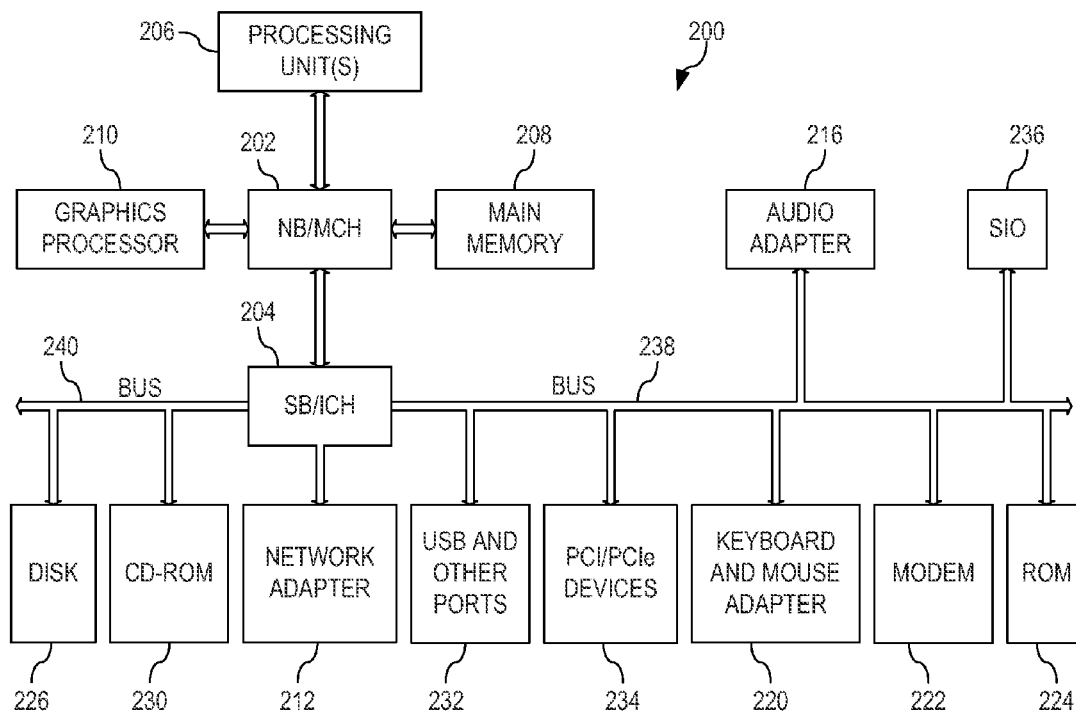 206
PROCESSING
UNIT(S)
200
210
202
208
216
236
GRAPHICS
PROCESSOR
NB/MCH
MAIN
MEMORY
AUDIO
ADAPTER
SIO
204
240
238
BUS
SB/ICH
BUS
DISK
CD-ROM
NETWORK
ADAPTER
USB AND
OTHER
PORTS
PCI/PCIe
DEVICES
KEYBOARD
AND MOUSE
ADAPTER
MODEM
ROM
226
230
212
232
234
220
222
224